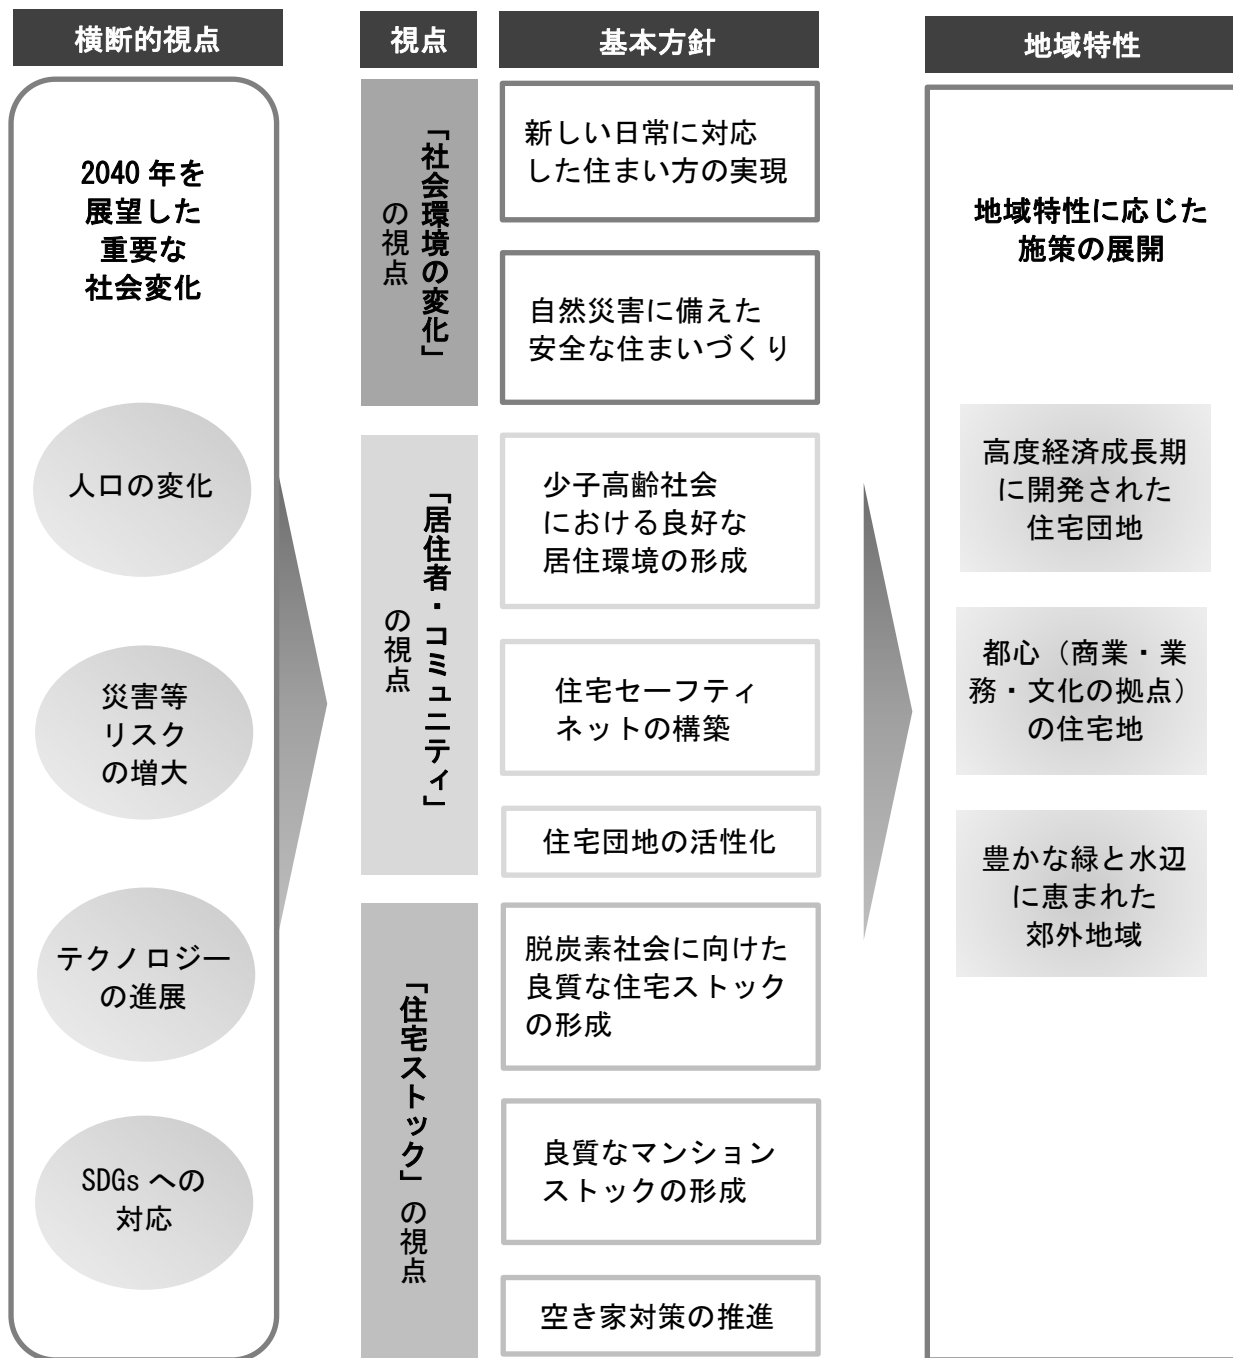 横断的視点
2040 年を
展望した
重要な
社会変化
人口の変化
災害等
リスク
の増大
テクノロジー
の進展
SDGs への
対応
視点
基本方針
「社会環境の変化」
の視点
新しい日常に対応
した住まい方の実現
自然災害に備えた
安全な住まいづくり
「居住者・コミュニティ」
の視点
少子高齢社会
における良好な
居住環境の形成
住宅セーフティ
ネットの構築
住宅団地の活性化
「住宅ストック」の視点
脱炭素社会に向けた
良質な住宅ストック
の形成
良質なマンション
ストックの形成
空き家対策の推進
地域特性
地域特性に応じた
施策の展開
高度経済成長期
に開発された
住宅団地
都心（商業・業
務・文化の拠点）
の住宅地
豊かな緑と水辺
に恵まれた
郊外地域